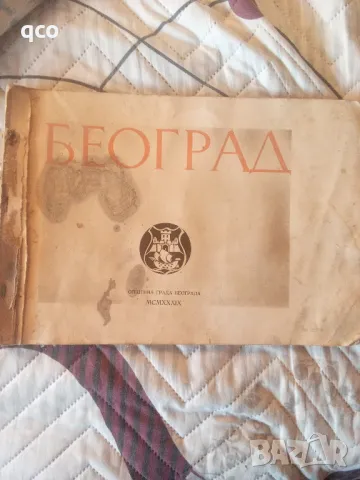 qco
БЕОГРАД
ОПШТИНА ГРАДА БЕОГРАДА
MCMXXXIX
BAZAR